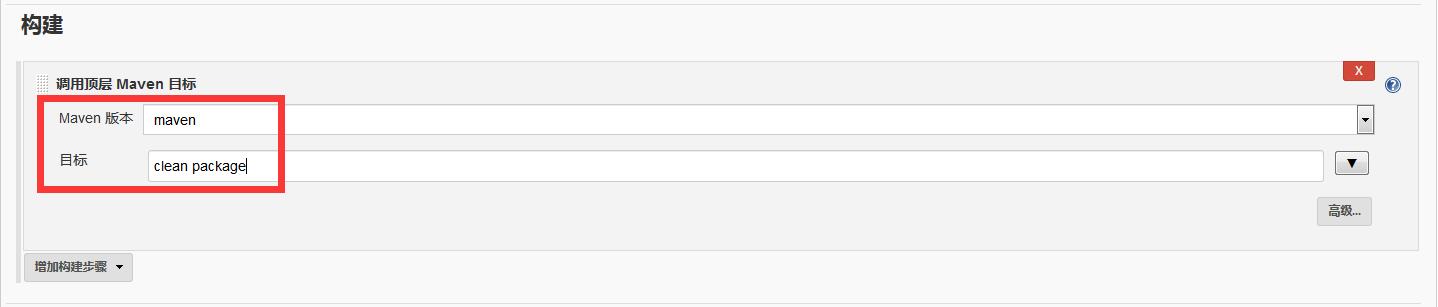 构建
调用顶层 Maven 目标
X
Maven 版本
maven
目标
clean package
高级...
增加构建步骤